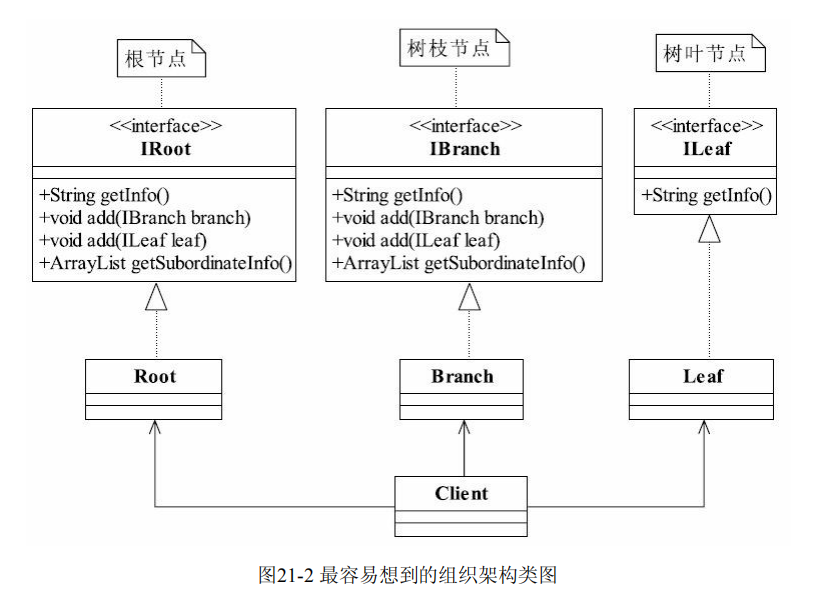 根节点
树枝节点
树叶节点
<<interface>>
IRoot
+String getInfo()
+void add(IBranch branch)
+void add(ILeaf leaf)
+ArrayList getSubordinateInfo()
<<interface>>
IBranch
+String getInfo()
+void add(IBranch branch)
+void add(ILeaf leaf)
+ArrayList getSubordinateInfo()
<<interface>>
ILeaf
+String getInfo()
Root
Branch
Leaf
Client
图21-2 最容易想到的组织架构类图